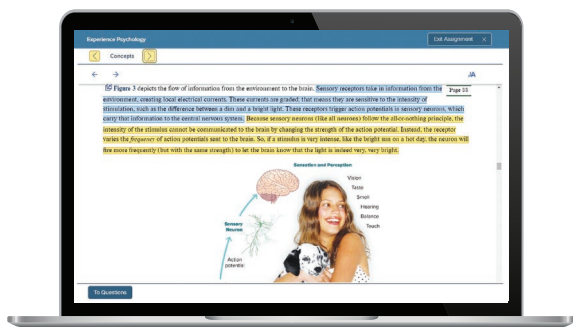 Experience Psychology
Exit Assignment X
Concepts
Figure 3 depicts the flow of information from the environment to the brain. Sensory receptors take in information from the
Page 88
environment, creating local electrical currents. These currents are graded; that means they are sensitive to the intensity of
stimulation, such as the difference between a dim and a bright light. These receptors trigger action potentials in sensory neurons, which
carry that information to the central nervous system. Because sensory neurons (like all neurons) follow the all-or-nothing principle, the
intensity of the stimulus cannot be communicated to the brain by changing the strength of the action potential. Instead, the receptor
varies the frequency of action potentials sent to the brain. So, if a stimulus is very intense, like the bright sun on a hot day, the neuron will
fire more frequently (but with the same strength) to let the brain know that the light is indeed very, very bright.
Sensation and Perception
Vision
Taste
Smell
Hearing
Balance
Touch
Sensory
Neuron
Action
potential
To Questions